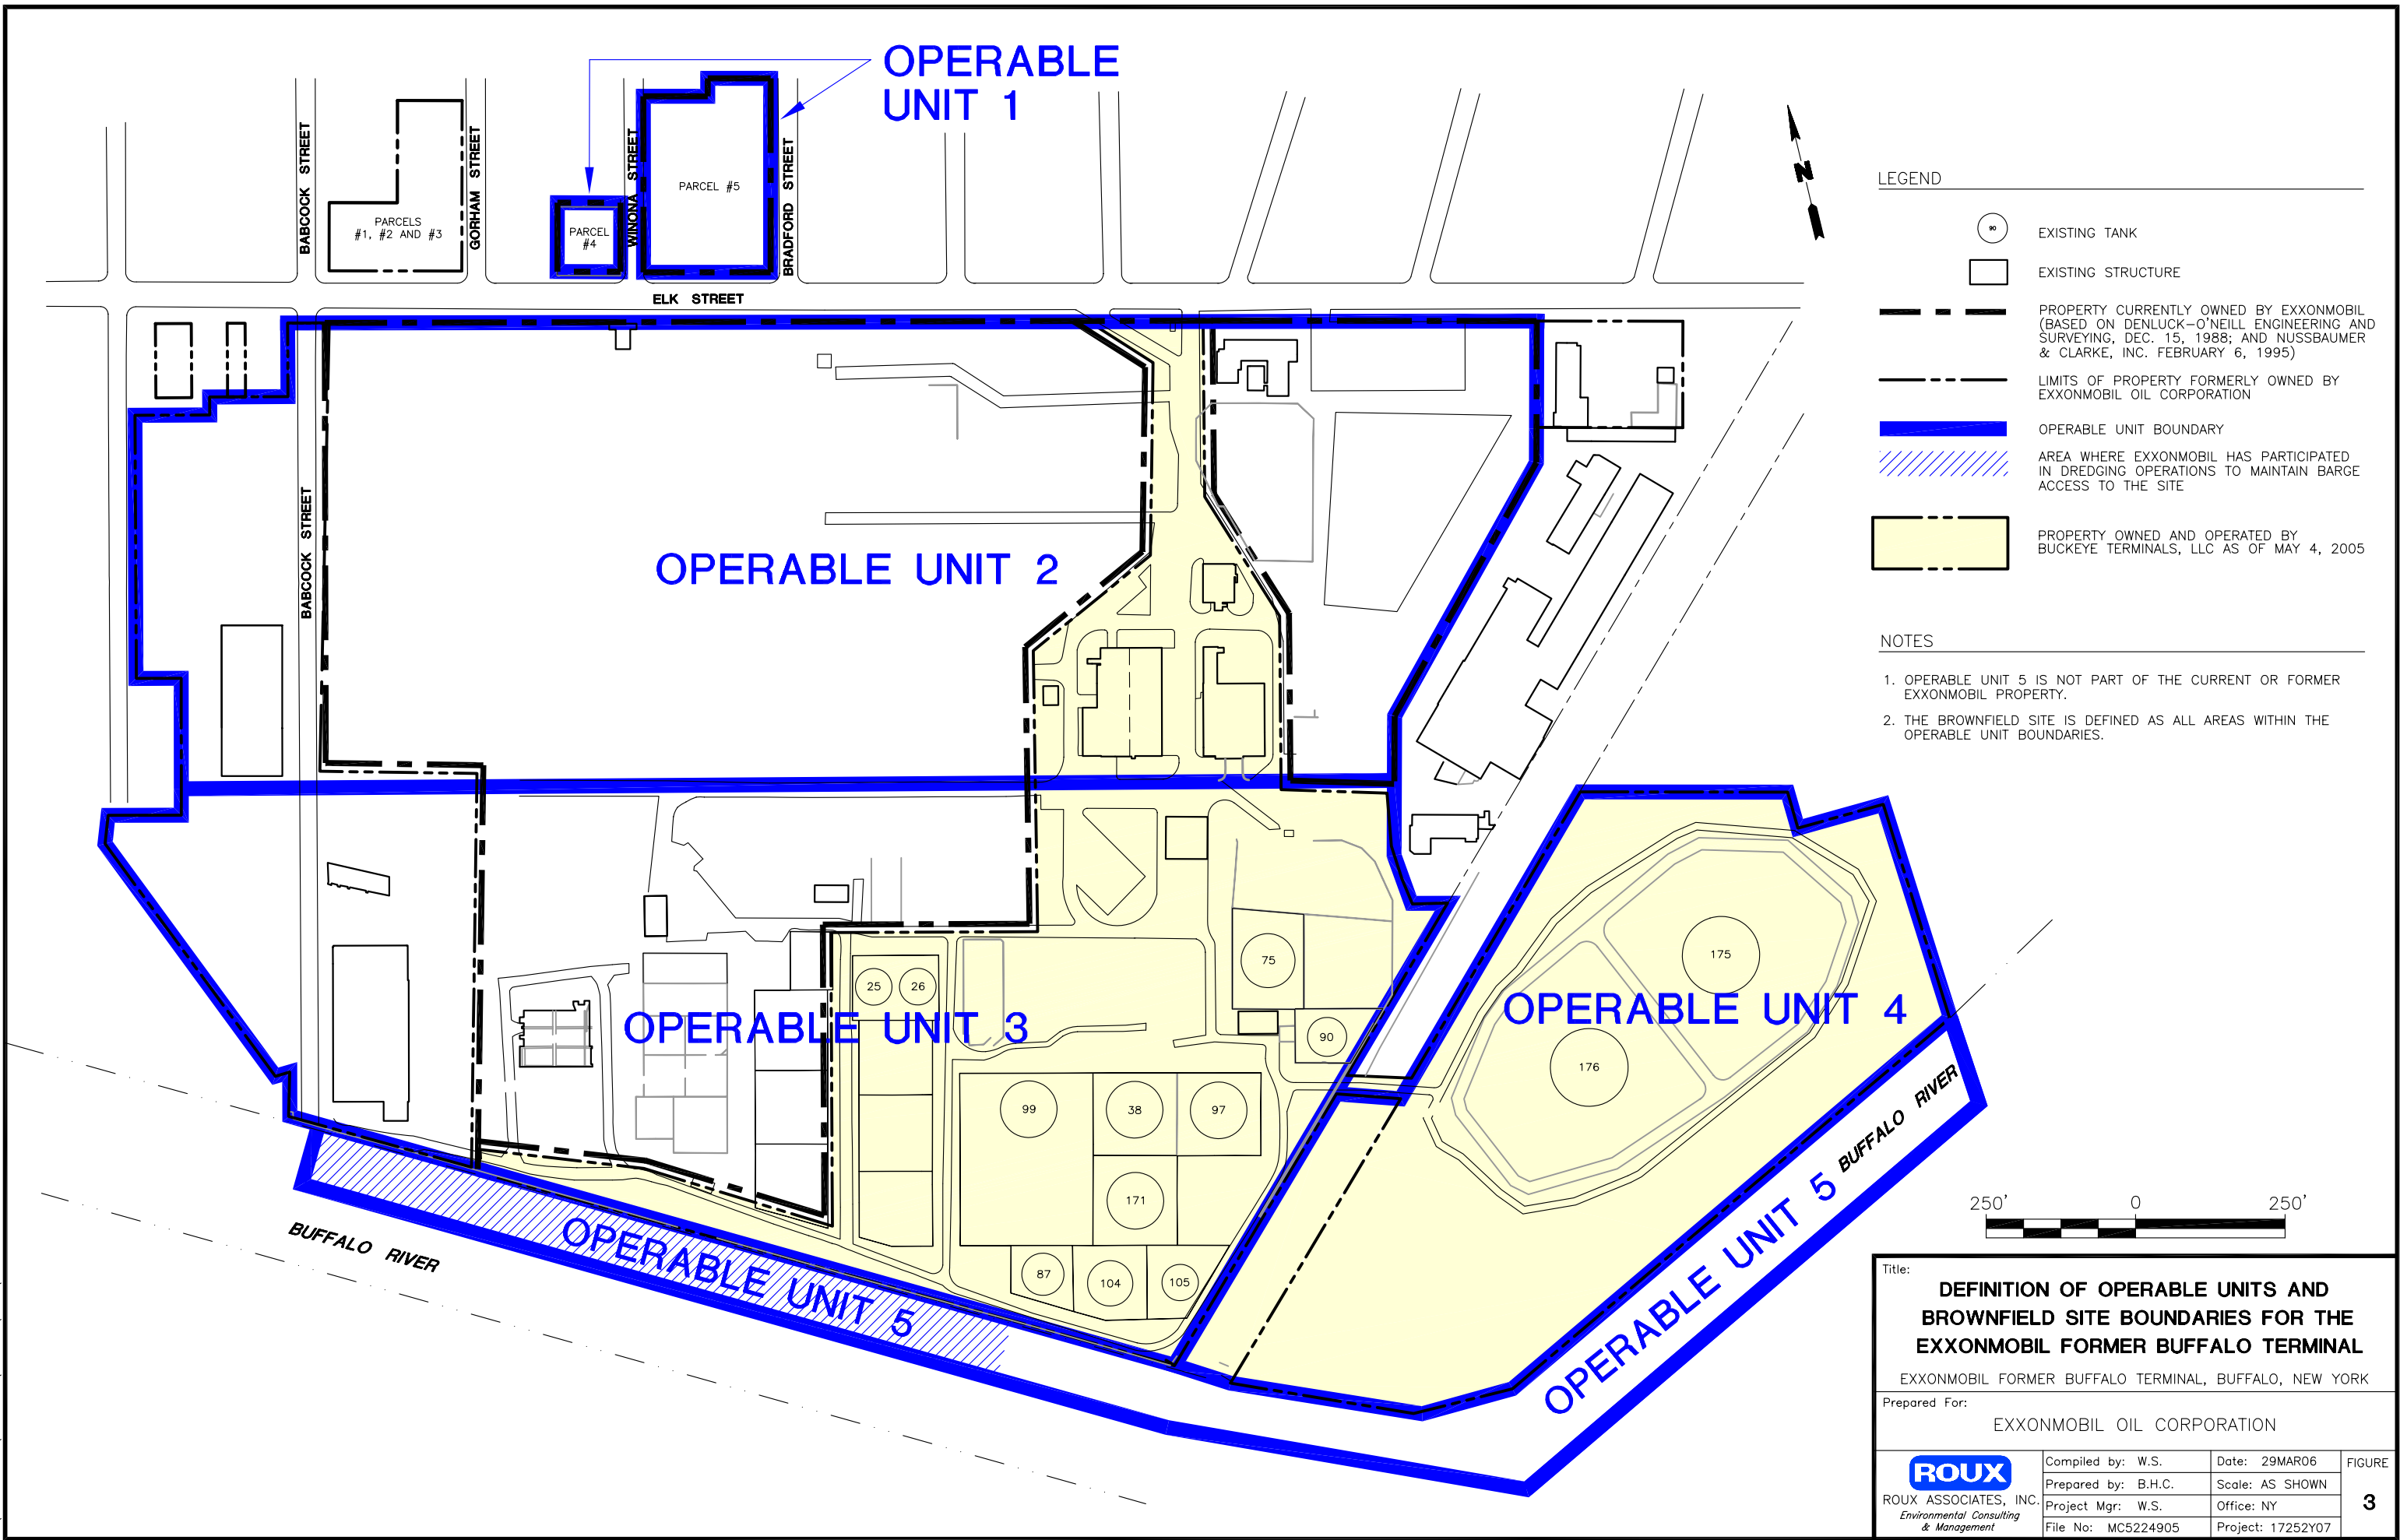 OPERABLE
UNIT 1
BABCOCK STREET
GORHAM STREET
WINONA STREET
BRADFORD STREET
PARCELS
#1, #2 AND #3
PARCEL
#4
PARCEL #5
ELK STREET
N
BABCOCK STREET
OPERABLE UNIT 2
OPERABLE UNIT 3
OPERABLE UNIT 4
25
26
75
90
99
38
97
171
87
104
105
175
176
OPERABLE UNIT 5
BUFFALO RIVER
OPERABLE UNIT 5
BUFFALO RIVER
LEGEND
90
EXISTING TANK
EXISTING STRUCTURE
PROPERTY CURRENTLY OWNED BY EXXONMOBIL
(BASED ON DENLUCK-O'NEILL ENGINEERING AND
SURVEYING, DEC. 15, 1988; AND NUSSBAUMER
& CLARKE, INC. FEBRUARY 6, 1995)
LIMITS OF PROPERTY FORMERLY OWNED BY
EXXONMOBIL OIL CORPORATION
OPERABLE UNIT BOUNDARY
AREA WHERE EXXONMOBIL HAS PARTICIPATED
IN DREDGING OPERATIONS TO MAINTAIN BARGE
ACCESS TO THE SITE
PROPERTY OWNED AND OPERATED BY
BUCKEYE TERMINALS, LLC AS OF MAY 4, 2005
NOTES
1. OPERABLE UNIT 5 IS NOT PART OF THE CURRENT OR FORMER
EXXONMOBIL PROPERTY.
2. THE BROWNFIELD SITE IS DEFINED AS ALL AREAS WITHIN THE
OPERABLE UNIT BOUNDARIES.
250' 0 250'
Title:
DEFINITION OF OPERABLE UNITS AND
BROWNFIELD SITE BOUNDARIES FOR THE
EXXONMOBIL FORMER BUFFALO TERMINAL
EXXONMOBIL FORMER BUFFALO TERMINAL, BUFFALO, NEW YORK
Prepared For:
EXXONMOBIL OIL CORPORATION
ROUX
ROUX ASSOCIATES, INC.
Environmental Consulting
& Management
Compiled by: W.S.
Date: 29MAR06
Prepared by: B.H.C.
Scale: AS SHOWN
Project Mgr: W.S.
Office: NY
File No: MC5224905
Project: 17252Y07
FIGURE
3